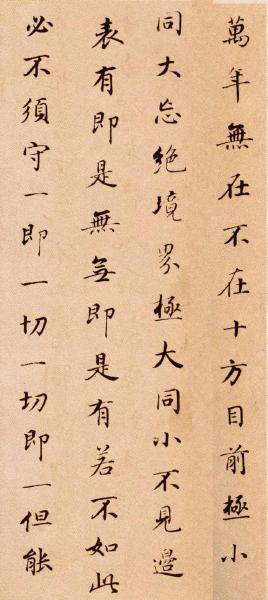 萬年無在不在十方目前極小
同大忘絕境界極大同小不見邊
表有即是無無即是有若不如此
必不須守一即一切一切即一但能